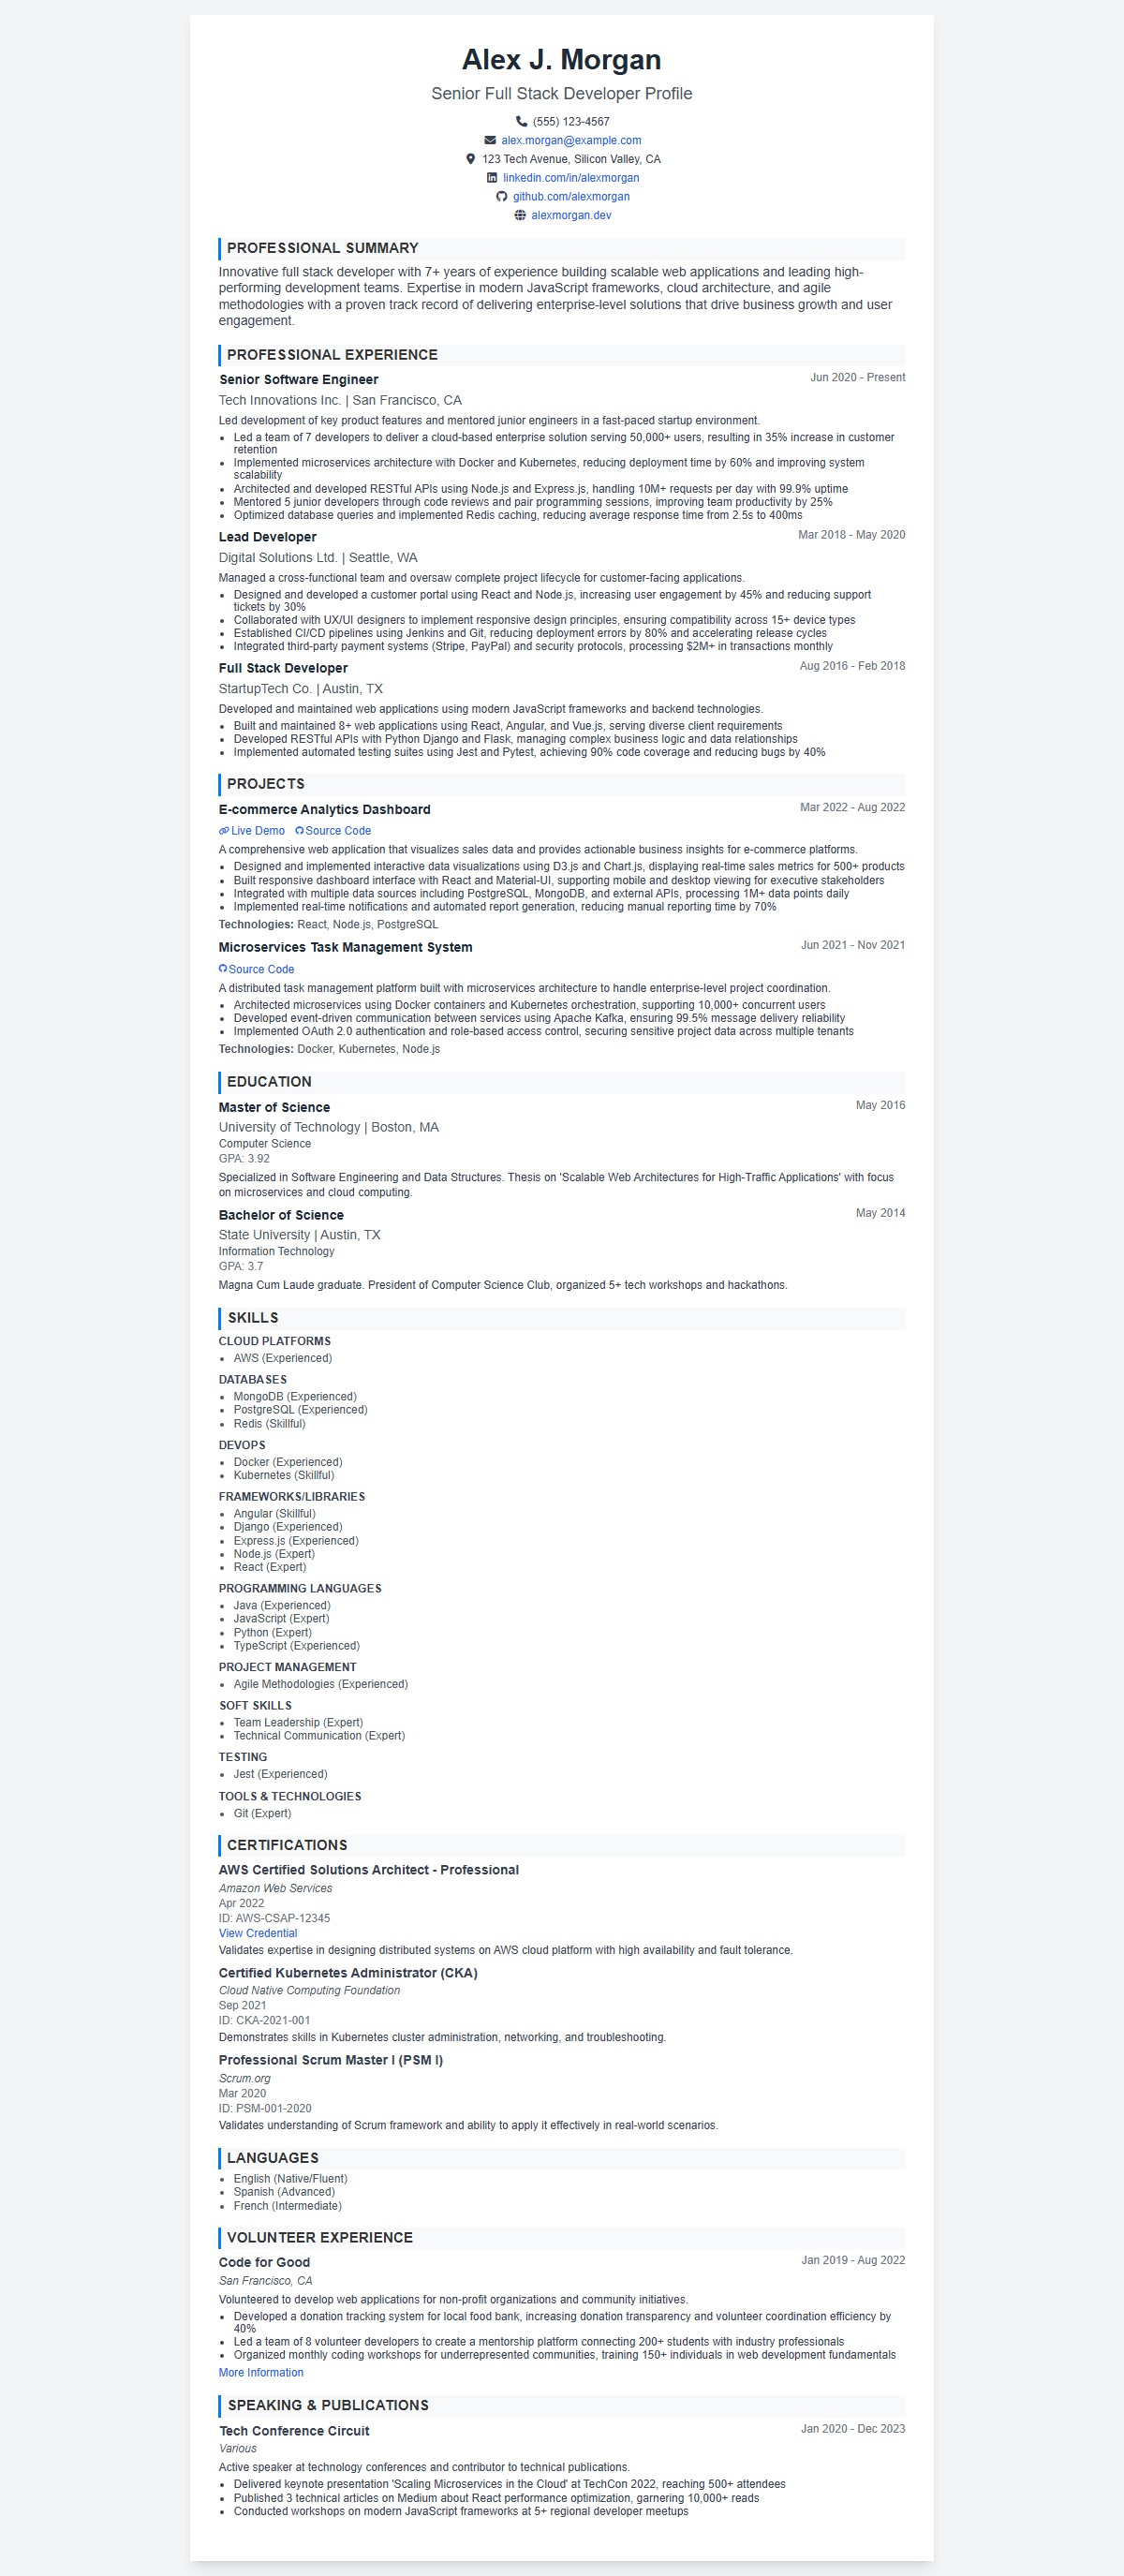 Alex J. Morgan
Senior Full Stack Developer Profile
(555) 123-4567
alex.morgan@example.com
123 Tech Avenue, Silicon Valley, CA
linkedin.com/in/alexmorgan
github.com/alexmorgan
alexmorgan.dev
PROFESSIONAL SUMMARY
Innovative full stack developer with 7+ years of experience building scalable web applications and leading high-
performing development teams. Expertise in modern JavaScript frameworks, cloud architecture, and agile
methodologies with a proven track record of delivering enterprise-level solutions that drive business growth and user
engagement.
PROFESSIONAL EXPERIENCE
Senior Software Engineer Jun 2020 - Present
Tech Innovations Inc. | San Francisco, CA
Led development of key product features and mentored junior engineers in a fast-paced startup environment.
• Led a team of 7 developers to deliver a cloud-based enterprise solution serving 50,000+ users, resulting in 35% increase in customer
retention
• Implemented microservices architecture with Docker and Kubernetes, reducing deployment time by 60% and improving system
scalability
• Architected and developed RESTful APIs using Node.js and Express.js, handling 10M+ requests per day with 99.9% uptime
• Mentored 5 junior developers through code reviews and pair programming sessions, improving team productivity by 25%
• Optimized database queries and implemented Redis caching, reducing average response time from 2.5s to 400ms
Lead Developer Mar 2018 - May 2020
Digital Solutions Ltd. | Seattle, WA
Managed a cross-functional team and oversaw complete project lifecycle for customer-facing applications.
• Designed and developed a customer portal using React and Node.js, increasing user engagement by 45% and reducing support
tickets by 30%
• Collaborated with UX/UI designers to implement responsive design principles, ensuring compatibility across 15+ device types
• Established CI/CD pipelines using Jenkins and Git, reducing deployment errors by 80% and accelerating release cycles
• Integrated third-party payment systems (Stripe, PayPal) and security protocols, processing $2M+ in transactions monthly
Full Stack Developer Aug 2016 - Feb 2018
StartupTech Co. | Austin, TX
Developed and maintained web applications using modern JavaScript frameworks and backend technologies.
• Built and maintained 8+ web applications using React, Angular, and Vue.js, serving diverse client requirements
• Developed RESTful APIs with Python Django and Flask, managing complex business logic and data relationships
• Implemented automated testing suites using Jest and Pytest, achieving 90% code coverage and reducing bugs by 40%
PROJECTS
E-commerce Analytics Dashboard Mar 2022 - Aug 2022
Live Demo Source Code
A comprehensive web application that visualizes sales data and provides actionable business insights for e-commerce platforms.
• Designed and implemented interactive data visualizations using D3.js and Chart.js, displaying real-time sales metrics for 500+ products
• Built responsive dashboard interface with React and Material-UI, supporting mobile and desktop viewing for executive stakeholders
• Integrated with multiple data sources including PostgreSQL, MongoDB, and external APIs, processing 1M+ data points daily
• Implemented real-time notifications and automated report generation, reducing manual reporting time by 70%
Technologies: React, Node.js, PostgreSQL
Microservices Task Management System Jun 2021 - Nov 2021
Source Code
A distributed task management platform built with microservices architecture to handle enterprise-level project coordination.
• Architected microservices using Docker containers and Kubernetes orchestration, supporting 10,000+ concurrent users
• Developed event-driven communication between services using Apache Kafka, ensuring 99.5% message delivery reliability
• Implemented OAuth 2.0 authentication and role-based access control, securing sensitive project data across multiple tenants
Technologies: Docker, Kubernetes, Node.js
EDUCATION
Master of Science May 2016
University of Technology | Boston, MA
Computer Science
GPA: 3.92
Specialized in Software Engineering and Data Structures. Thesis on 'Scalable Web Architectures for High-Traffic Applications' with focus
on microservices and cloud computing.
Bachelor of Science May 2014
State University | Austin, TX
Information Technology
GPA: 3.7
Magna Cum Laude graduate. President of Computer Science Club, organized 5+ tech workshops and hackathons.
SKILLS
CLOUD PLATFORMS
• AWS (Experienced)
DATABASES
• MongoDB (Experienced)
• PostgreSQL (Experienced)
• Redis (Skillful)
DEVOPS
• Docker (Experienced)
• Kubernetes (Skillful)
FRAMEWORKS/LIBRARIES
• Angular (Skillful)
• Django (Experienced)
• Express.js (Experienced)
• Node.js (Expert)
• React (Expert)
PROGRAMMING LANGUAGES
• Java (Experienced)
• JavaScript (Expert)
• Python (Expert)
• TypeScript (Experienced)
PROJECT MANAGEMENT
• Agile Methodologies (Experienced)
SOFT SKILLS
• Team Leadership (Expert)
• Technical Communication (Expert)
TESTING
• Jest (Experienced)
TOOLS & TECHNOLOGIES
• Git (Expert)
CERTIFICATIONS
AWS Certified Solutions Architect - Professional
Amazon Web Services
Apr 2022
ID: AWS-CSAP-12345
View Credential
Validates expertise in designing distributed systems on AWS cloud platform with high availability and fault tolerance.
Certified Kubernetes Administrator (CKA)
Cloud Native Computing Foundation
Sep 2021
ID: CKA-2021-001
Demonstrates skills in Kubernetes cluster administration, networking, and troubleshooting.
Professional Scrum Master I (PSM I)
Scrum.org
Mar 2020
ID: PSM-001-2020
Validates understanding of Scrum framework and ability to apply it effectively in real-world scenarios.
LANGUAGES
• English (Native/Fluent)
• Spanish (Advanced)
• French (Intermediate)
VOLUNTEER EXPERIENCE
Code for Good Jan 2019 - Aug 2022
San Francisco, CA
Volunteered to develop web applications for non-profit organizations and community initiatives.
• Developed a donation tracking system for local food bank, increasing donation transparency and volunteer coordination efficiency by
40%
• Led a team of 8 volunteer developers to create a mentorship platform connecting 200+ students with industry professionals
• Organized monthly coding workshops for underrepresented communities, training 150+ individuals in web development fundamentals
More Information
SPEAKING & PUBLICATIONS
Tech Conference Circuit Jan 2020 - Dec 2023
Various
Active speaker at technology conferences and contributor to technical publications.
• Delivered keynote presentation 'Scaling Microservices in the Cloud' at TechCon 2022, reaching 500+ attendees
• Published 3 technical articles on Medium about React performance optimization, garnering 10,000+ reads
• Conducted workshops on modern JavaScript frameworks at 5+ regional developer meetups